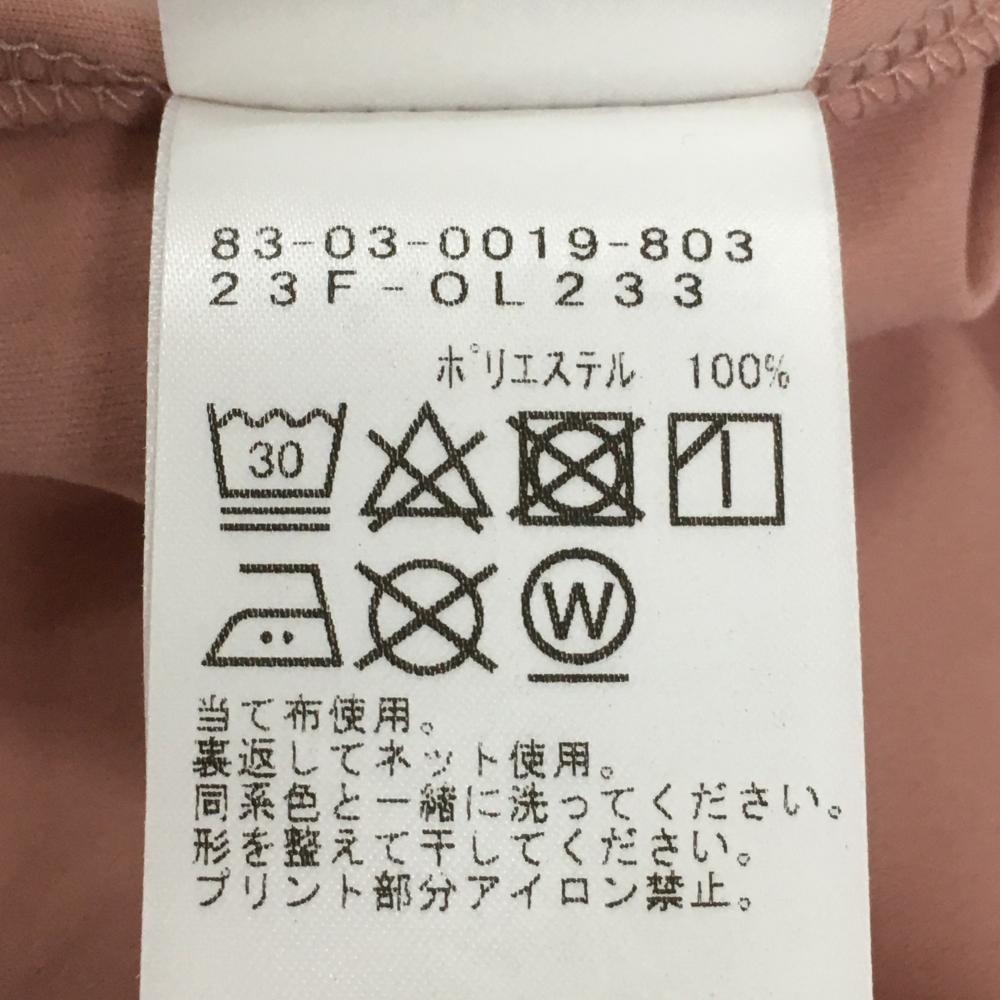 83-03-0019-803
23F-OL233
ポリエステル 100%
30
W
当て布使用。
裏返してネット使用。
同系色と一緒に洗ってください。
形を整えて干してください。
プリント部分アイロン禁止。